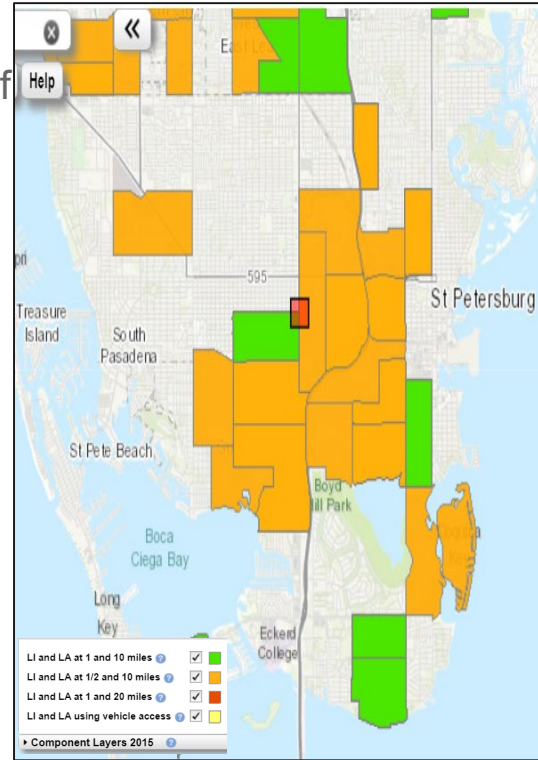 East Lea
f
Help
pri
595
St Petersburg
Treasure
Island
South
Pasadena
St Pete Beach
Boyd
Hill Park
Boca
Ciega Bay
Long
Key
Eckerd
College
LI and LA at 1 and 10 miles
LI and LA at 1/2 and 10 miles
LI and LA at 1 and 20 miles
LI and LA using vehicle access
Component Layers 2015